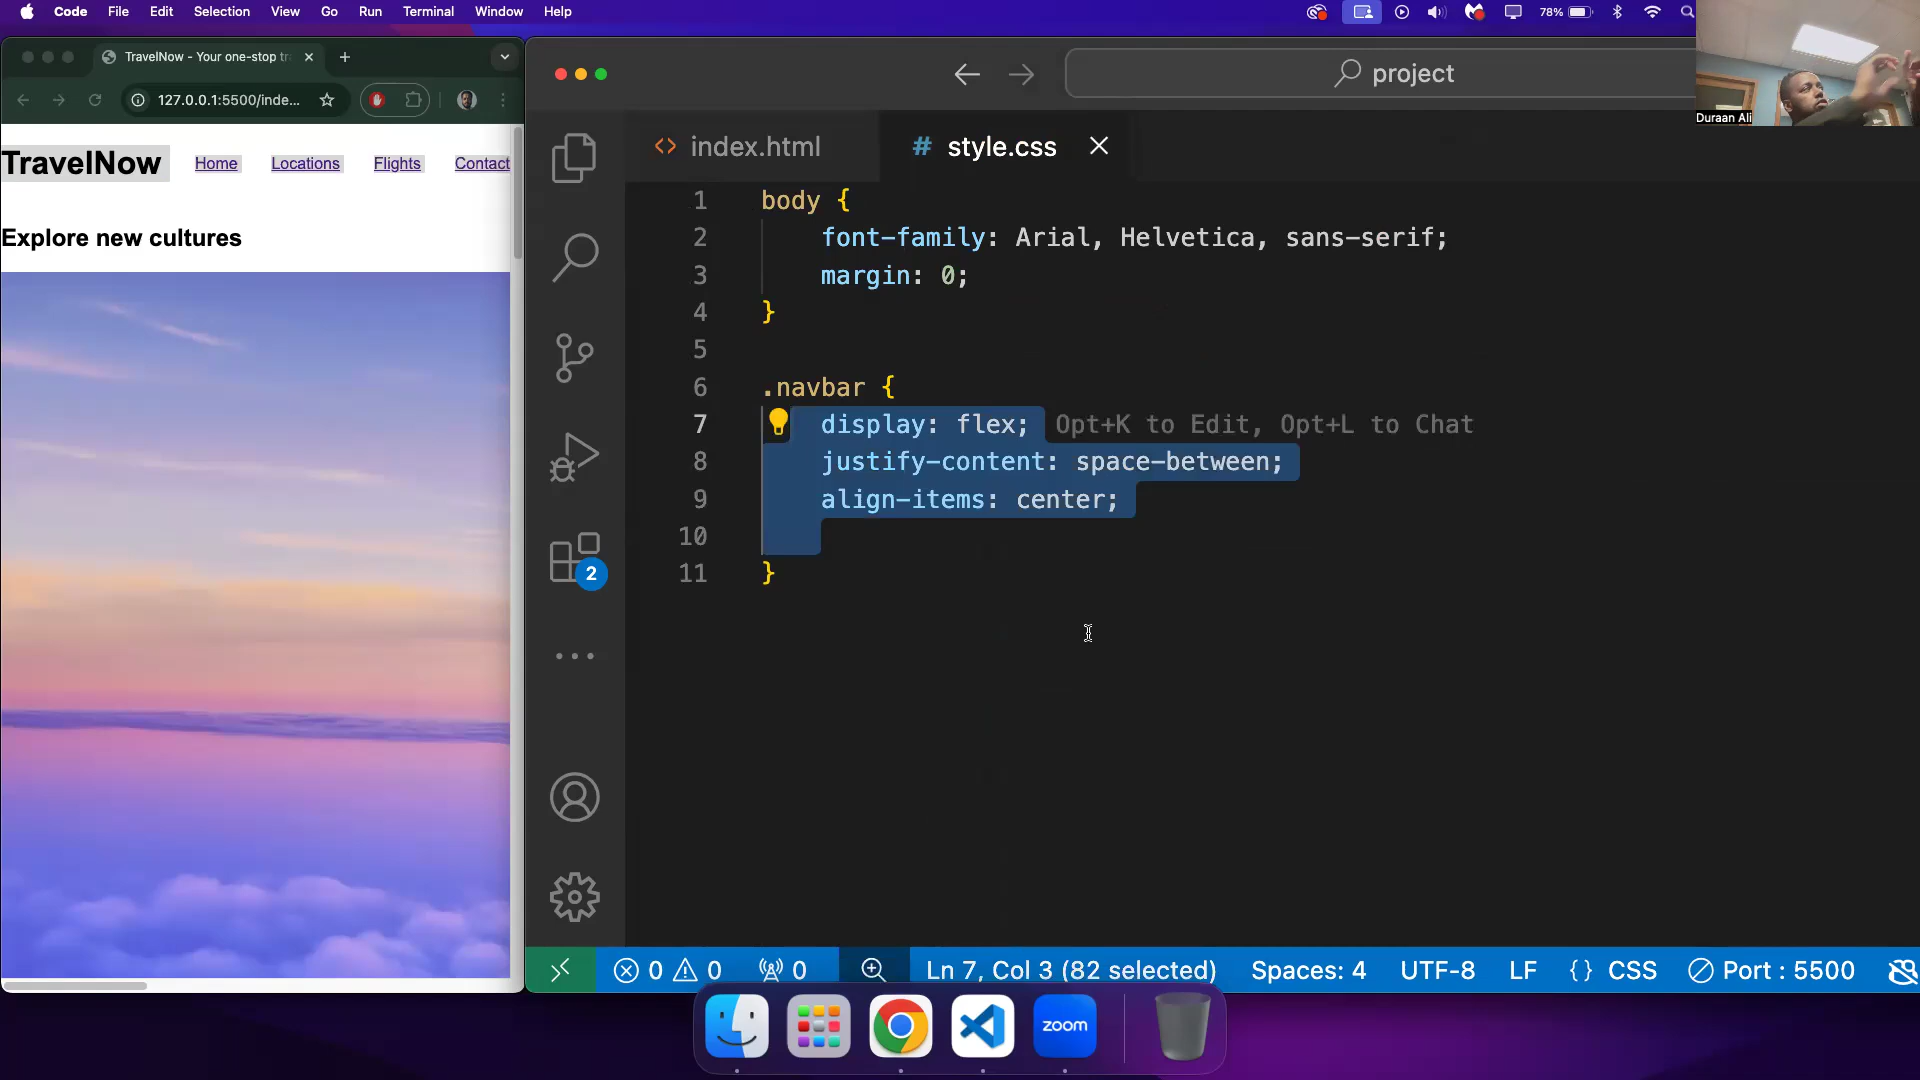 Code File Edit Selection View Go Run Terminal Window Help 78%
TravelNow - Your one-stop tr
127.0.0.1:5500/inde...
TravelNow Home Locations Flights Contact
Explore new cultures
project
Duraan Ali
index.html
# style.css
1 body {
2 font-family: Arial, Helvetica, sans-serif;
3 margin: 0;
4 }
5
6 .navbar {
7 display: flex; Opt+K to Edit, Opt+L to Chat
8 justify-content: space-between;
9 align-items: center;
10
11 }
2
0 0 0 Ln 7, Col 3 (82 selected) Spaces: 4 UTF-8 LF {} CSS Port : 5500
zoom